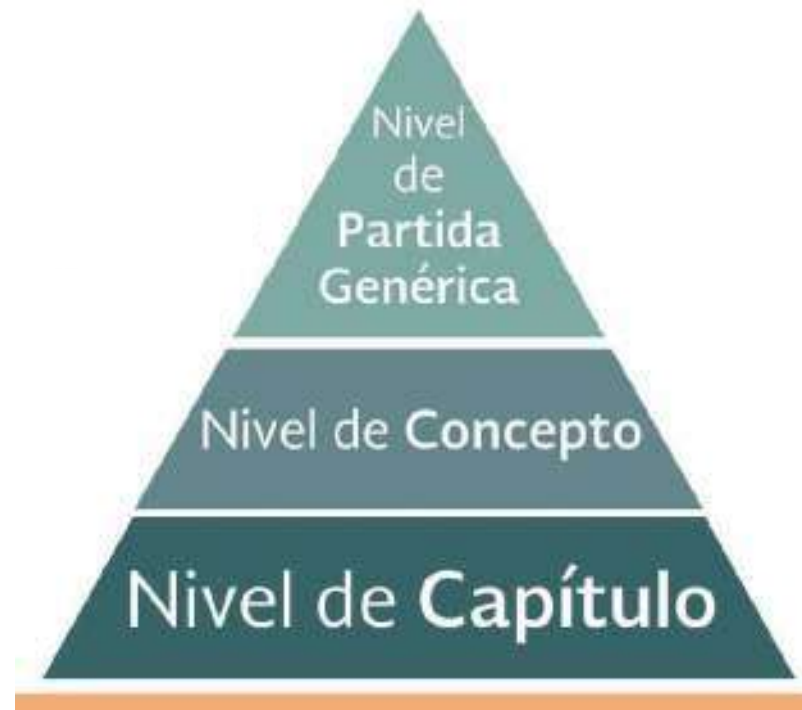 Nivel
de
Partida
Genérica
Nivel de Concepto
Nivel de Capítulo